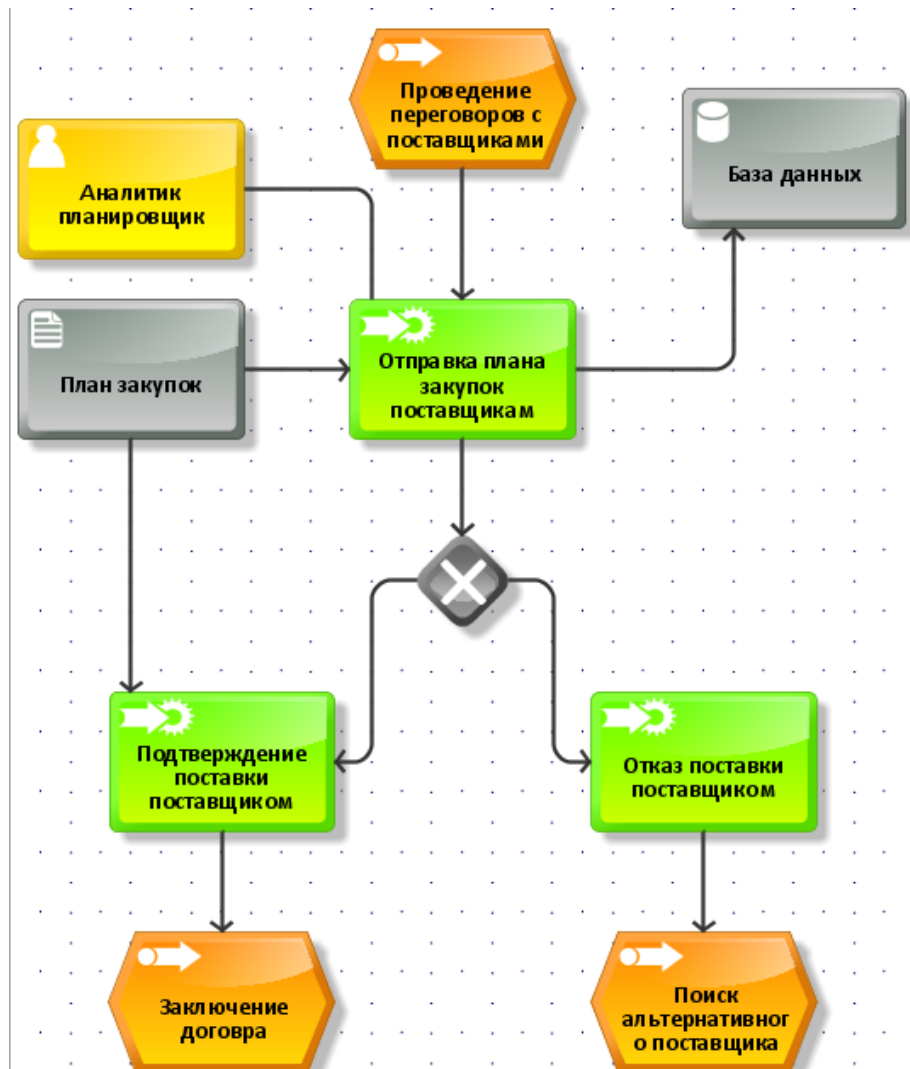 Проведение
переговоров с
поставщиками
База данных
Аналитик
планировщик
План закупок
Отправка плана
закупок
поставщикам
Подтверждение
поставки
поставщиком
Отказ поставки
поставщиком
Заключение
договра
Поиск
альтернативног
о поставщика